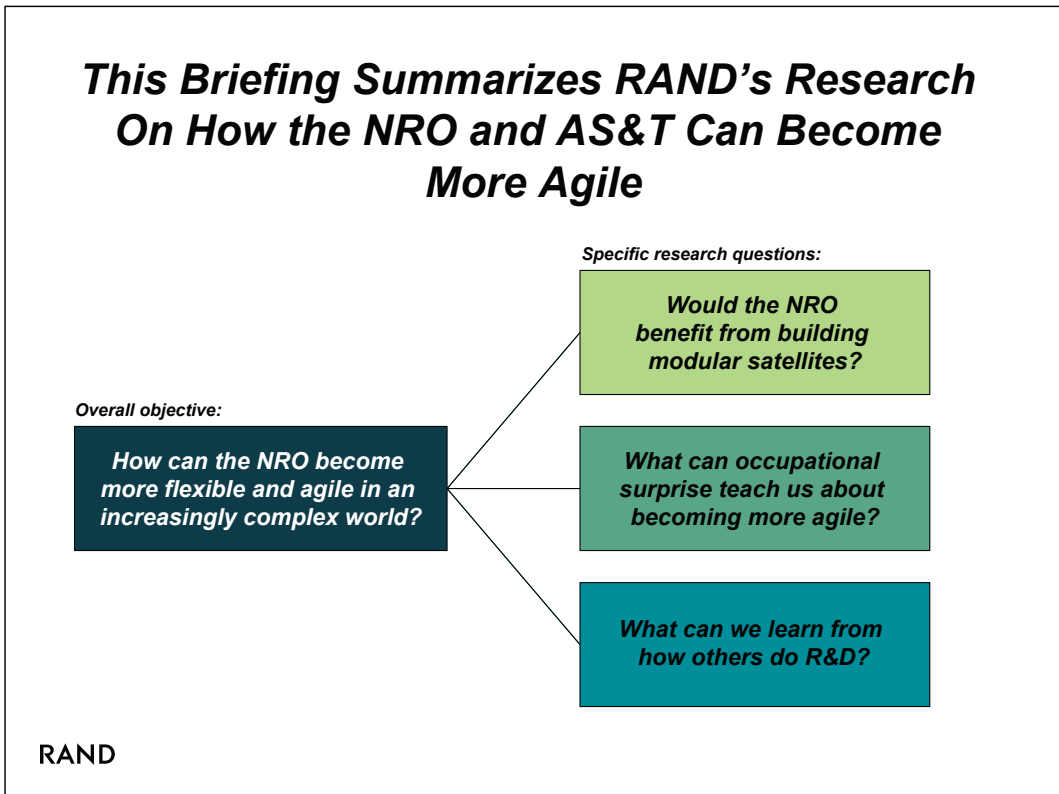 This Briefing Summarizes RAND’s Research
On How the NRO and AS&T Can Become
More Agile
Specific research questions:
Would the NRO
benefit from building
modular satellites?
Overall objective:
How can the NRO become
more flexible and agile in an
increasingly complex world?
What can occupational
surprise teach us about
becoming more agile?
What can we learn from
how others do R&D?
RAND